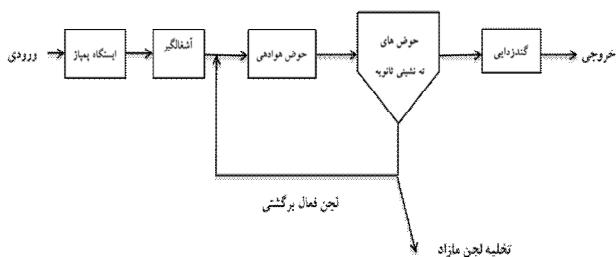 ورودی
ایستگاه پمپاژ
آشغالگیر
حوض هوادهی
حوض های
ته نشینی ثانویه
گندزدایی
خروجی
لجن فعال برگشتی
تخلیه لجن مازاد